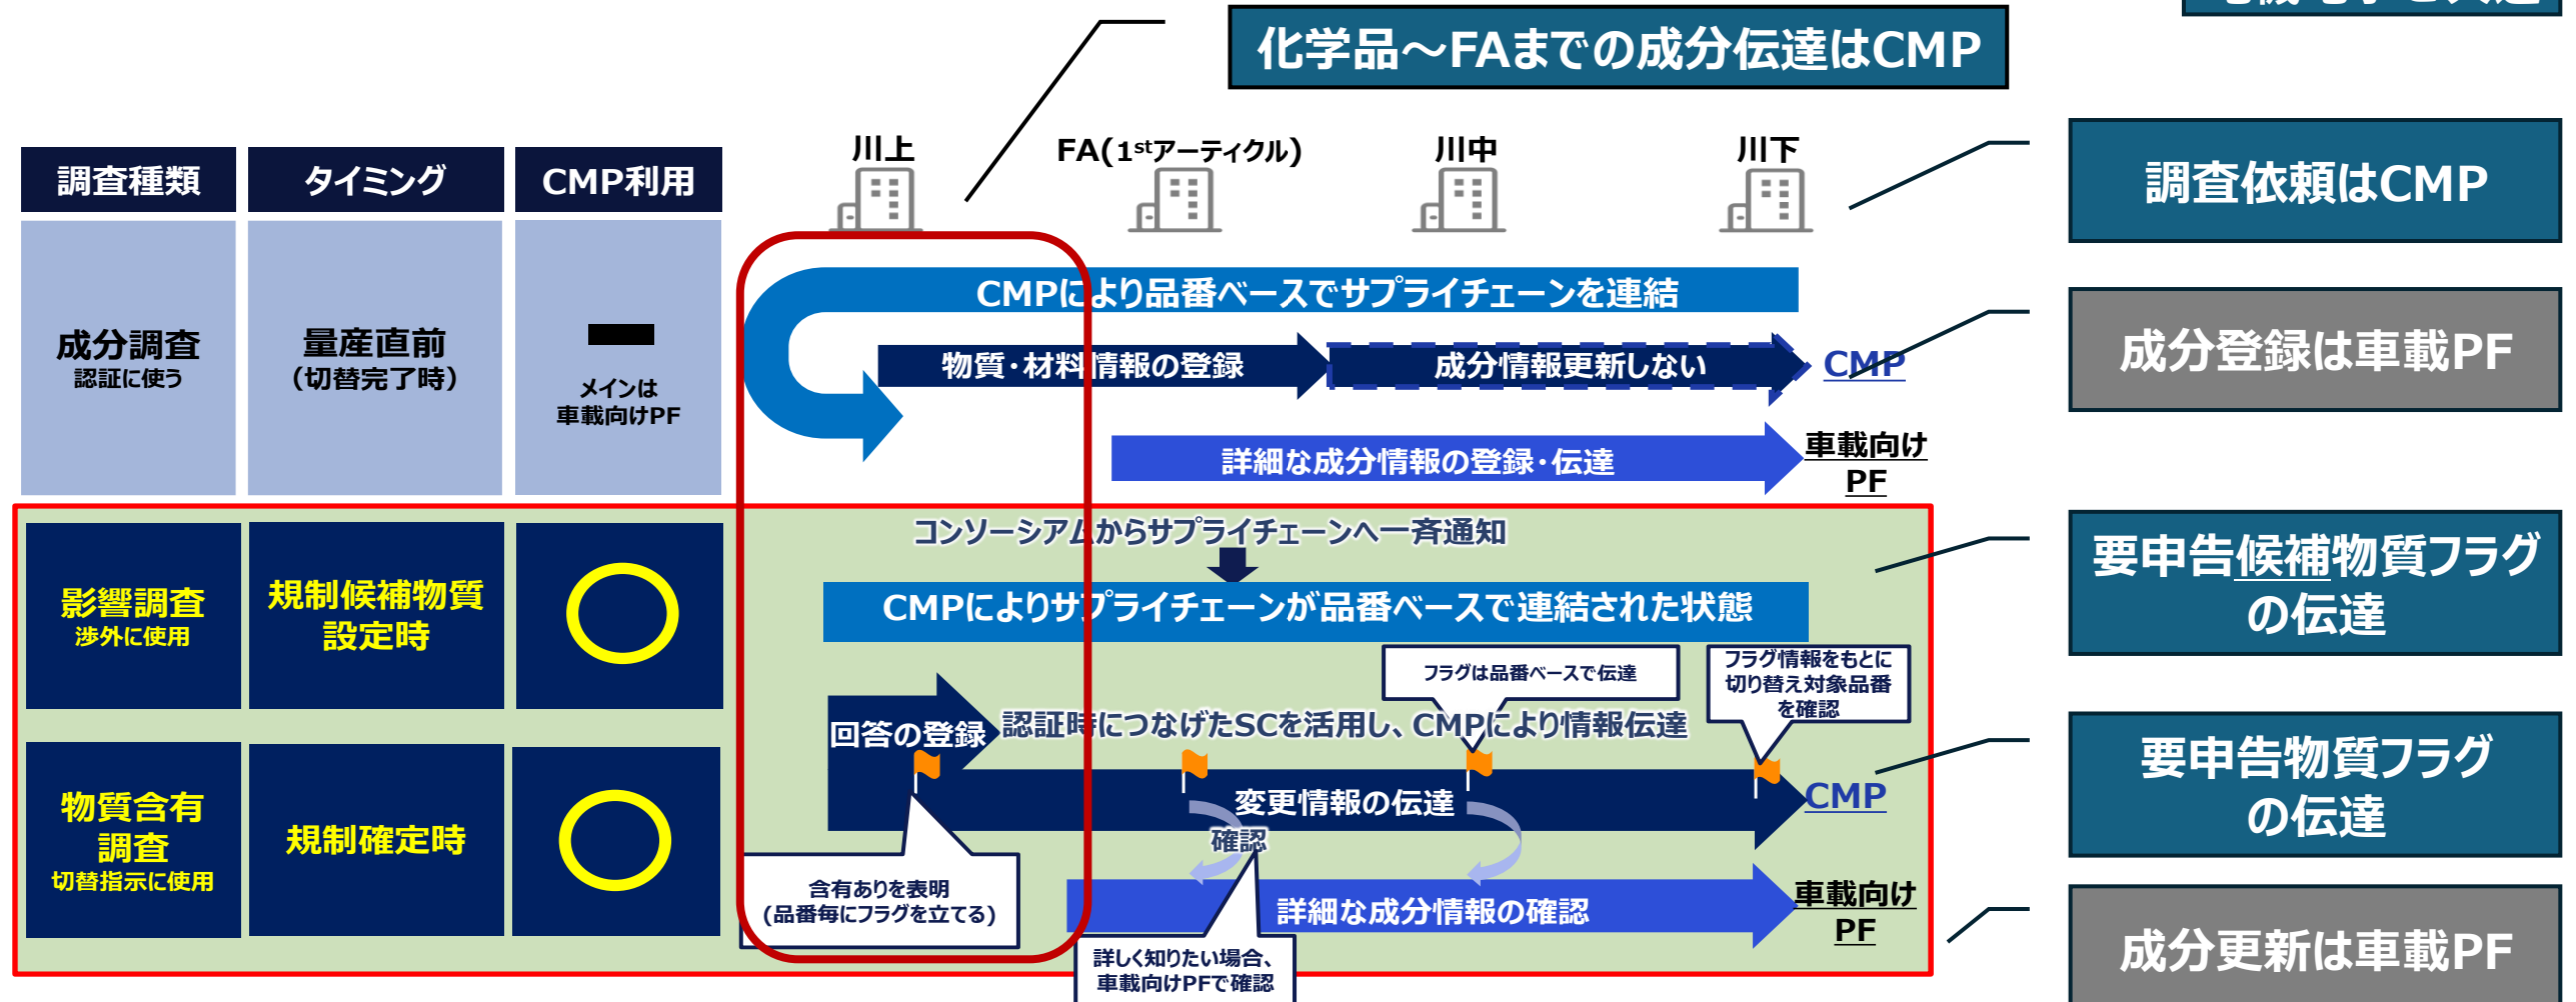 化学品～FAまでの成分伝達はCMP
調査種類
タイミング
CMP利用
川上
FA(1stアーティクル)
川中
川下
調査依頼はCMP
成分調査
認証に使う
量産直前
(切替完了時)
メインは
車載向けPF
CMPにより品番ベースでサプライチェーンを連結
物質・材料情報の登録
成分情報更新しない
CMP
成分登録は車載PF
詳細な成分情報の登録・伝達
車載向け
PF
コンソーシアムからサプライチェーンへ一斉通知
影響調査
渉外に使用
規制候補物質
設定時
CMPによりサプライチェーンが品番ベースで連結された状態
要申告候補物質フラグ
の伝達
フラグは品番ベースで伝達
フラグ情報をもとに
切り替え対象品番
を確認
回答の登録
認証時につなげたSCを活用し、CMPにより情報伝達
物質含有
調査
切替指示に使用
規制確定時
変更情報の伝達
CMP
確認
要申告物質フラグ
の伝達
含有ありを表明
(品番毎にフラグを立てる)
詳細な成分情報の確認
車載向け
PF
詳しく知りたい場合、
車載向けPFで確認
成分更新は車載PF